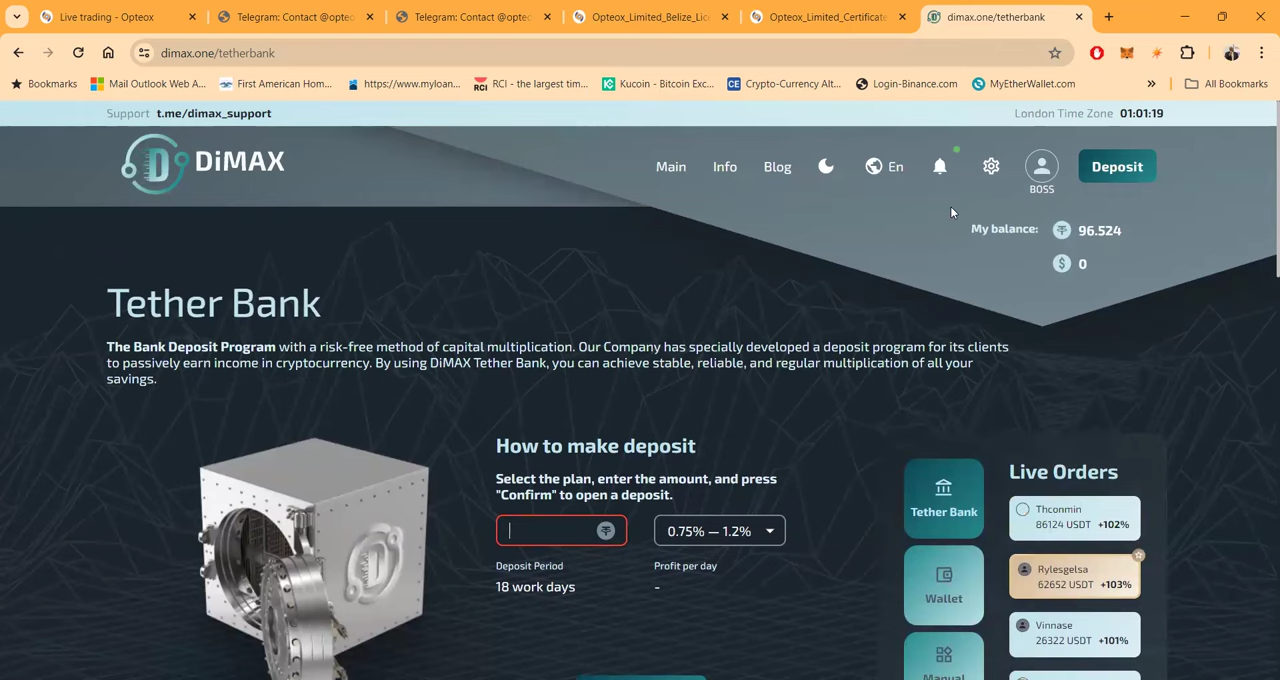 Live trading - Opteox
Telegram: Contact @opteo
Telegram: Contact @opteo
Opteox_Limited_Belize_Lic
Opteox_Limited_Certificate
dimax.one/tetherbank
dimax.one/tetherbank
Bookmarks
Mail Outlook Web A...
First American Hom...
https://www.myloan...
RCI - the largest tim...
Kucoin - Bitcoin Exc...
Crypto-Currency Alt...
Login-Binance.com
MyEtherWallet.com
»
All Bookmarks
Support t.me/dimax_support
London Time Zone 01:01:19
DiMAX
Main
Info
Blog
En
BOSS
Deposit
My balance: 96.524
0
Tether Bank
The Bank Deposit Program with a risk-free method of capital multiplication. Our Company has specially developed a deposit program for its clients
to passively earn income in cryptocurrency. By using DiMAX Tether Bank, you can achieve stable, reliable, and regular multiplication of all your
savings.
How to make deposit
Select the plan, enter the amount, and press
"Confirm" to open a deposit.
0.75% — 1.2%
Deposit Period
Profit per day
18 work days
-
Tether Bank
Wallet
Manual
Live Orders
Thconmin
86124 USDT +102%
Rylesgelsa
62652 USDT +103%
Vinnase
26322 USDT +101%